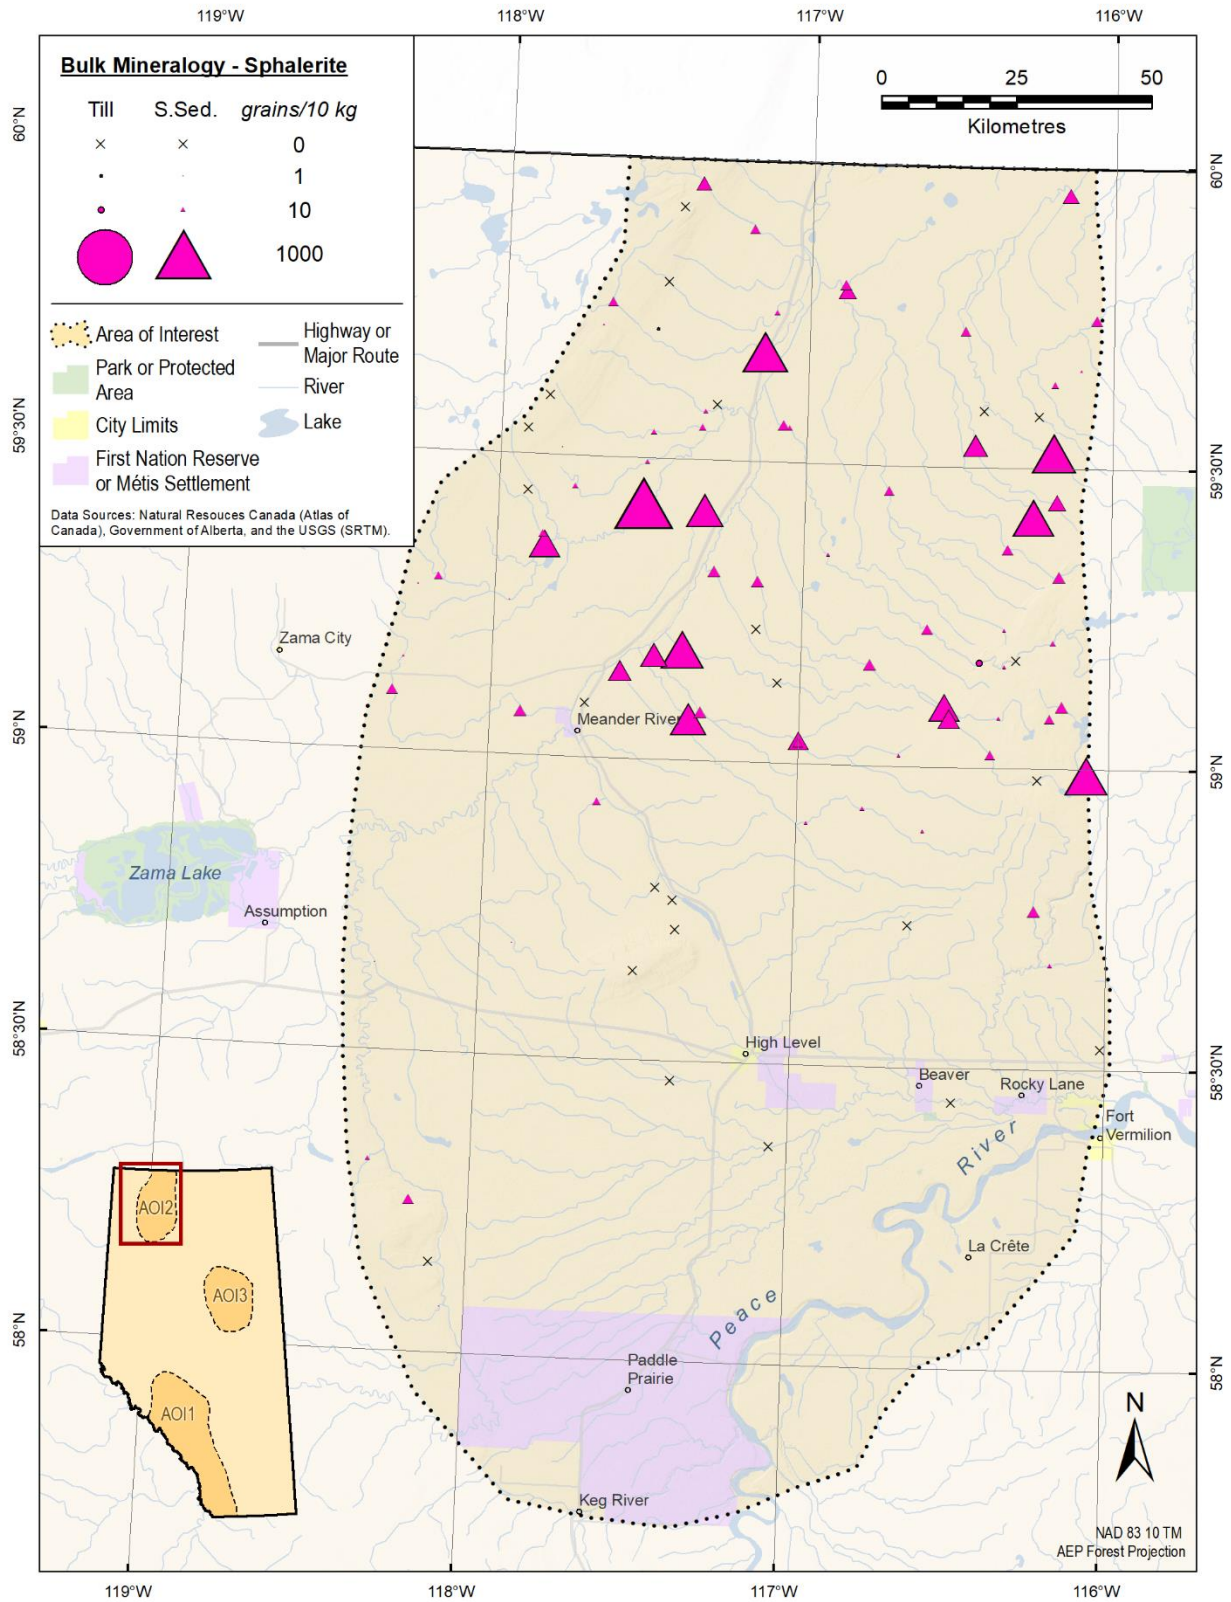 119°W 118°W 117°W 116°W
Bulk Mineralogy - Sphalerite
Till S.Sed. grains/10 kg
0
1
10
1000
Area of Interest
Park or Protected
Area
City Limits
First Nation Reserve
or Métis Settlement
Highway or
Major Route
River
Lake
Data Sources: Natural Resouces Canada (Atlas of
Canada), Government of Alberta, and the USGS (SRTM).
0 25 50
Kilometres
60°N 60°N
59°30'N 59°30'N
Zama City
Meander River
59°N 59°N
Zama Lake
Assumption
58°30'N 58°30'N
High Level
Beaver
Rocky Lane
Fort
Vermilion
Peace River
La Crête
58°N 58°N
Paddle
Prairie
Keg River
AOI2
AOI3
AOI1
N
NAD 83 10 TM
AEP Forest Projection
119°W 118°W 117°W 116°W